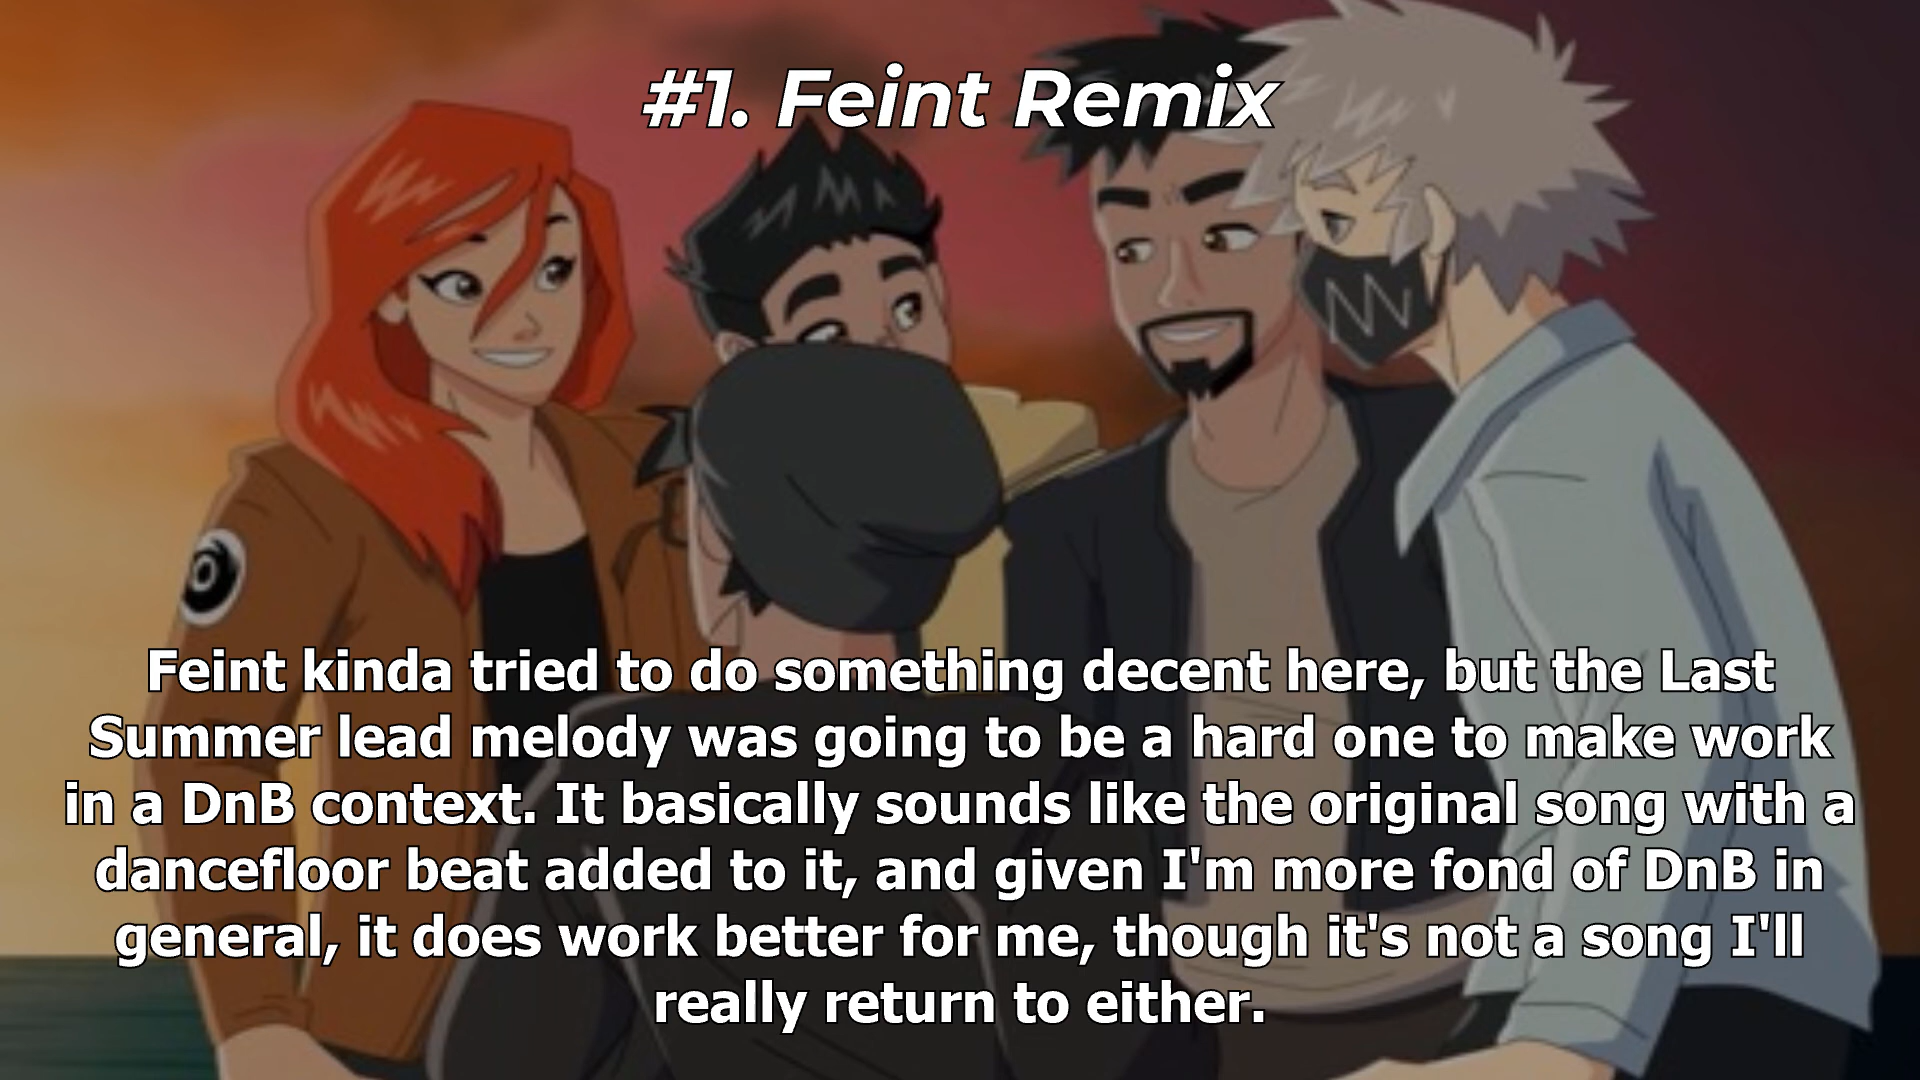 #1. Feint Remix
Feint kinda tried to do something decent here, but the Last
Summer lead melody was going to be a hard one to make work
in a DnB context. It basically sounds like the original song with a
dancefloor beat added to it, and given I'm more fond of DnB in
general, it does work better for me, though it's not a song I'll
really return to either.